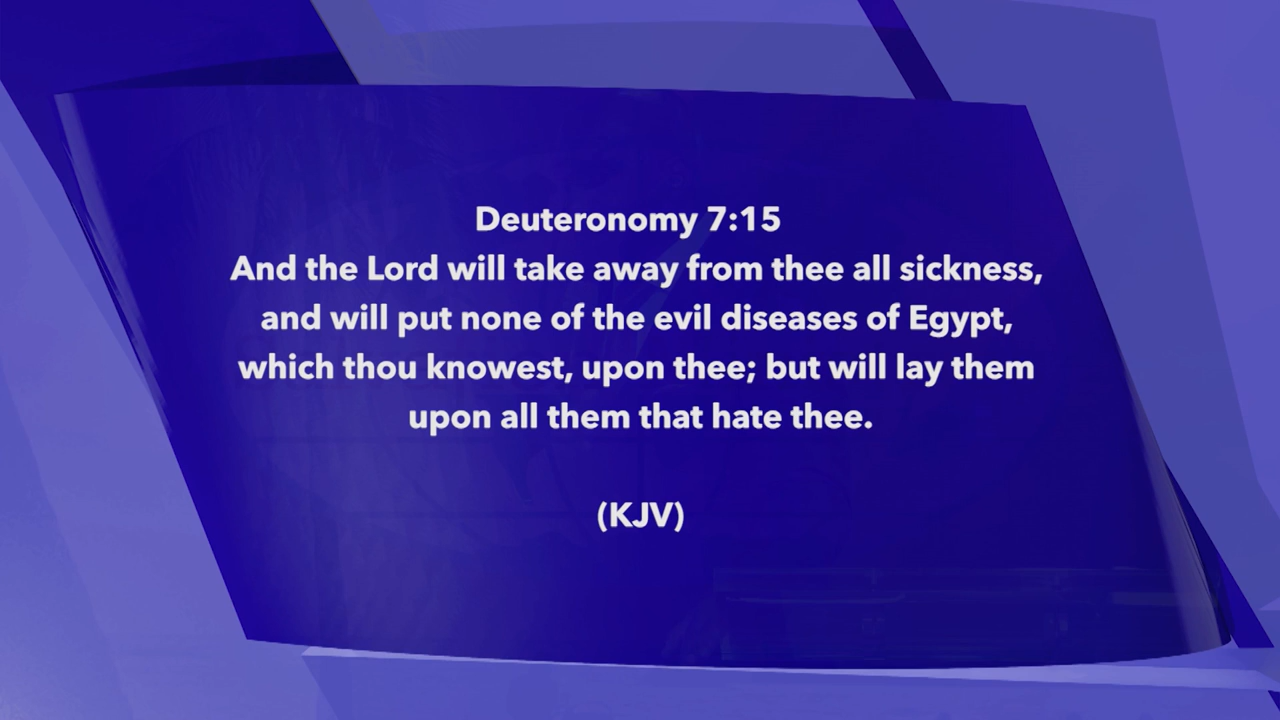 Deuteronomy 7:15
And the Lord will take away from thee all sickness,
and will put none of the evil diseases of Egypt,
which thou knowest, upon thee; but will lay them
upon all them that hate thee.
(KJV)